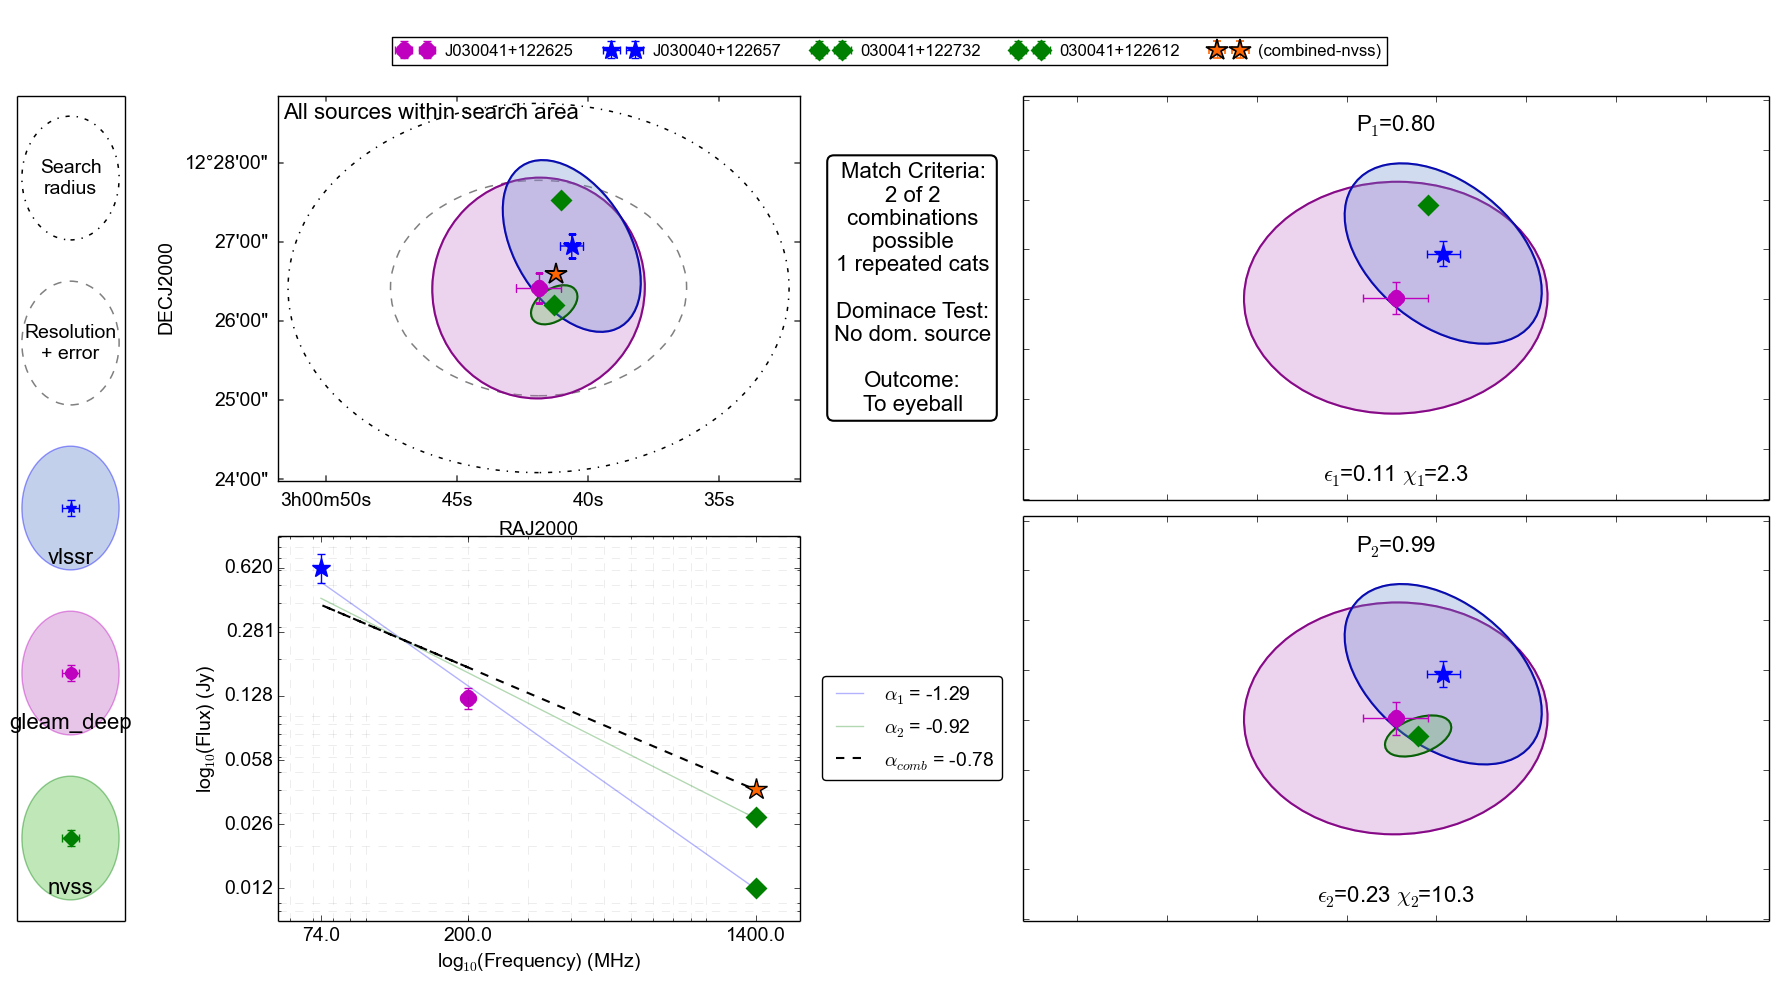 J030041+122625
J030040+122657
030041+122732
030041+122612
(combined-nvss)
Search
radius
Resolution
+ error
vlssr
gleam_deep
nvss
All sources within search area
DECJ2000
12°28'00"
27'00"
26'00"
25'00"
24'00"
3h00m50s
45s
40s
35s
RAJ2000
Match Criteria:
2 of 2
combinations
possible
1 repeated cats
Dominace Test:
No dom. source
Outcome:
To eyeball
P1=0.80
ϵ1=0.11 χ1=2.3
log10(Flux) (Jy)
0.620
0.281
0.128
0.058
0.026
0.012
74.0
200.0
1400.0
log10(Frequency) (MHz)
α1 = -1.29
α2 = -0.92
αcomb = -0.78
P2=0.99
ϵ2=0.23 χ2=10.3